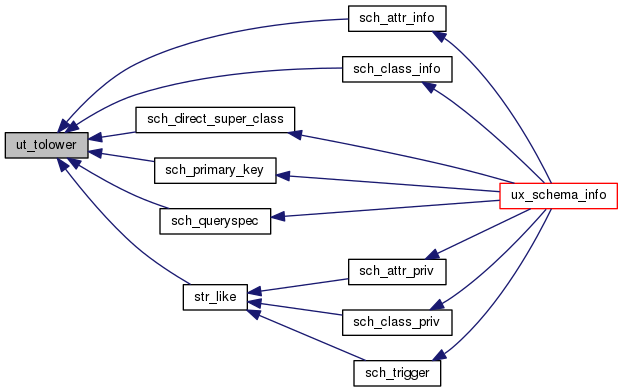 sch_attr_info
sch_class_info
sch_direct_super_class
ut_tolower
sch_primary_key
ux_schema_info
sch_queryspec
sch_attr_priv
str_like
sch_class_priv
sch_trigger